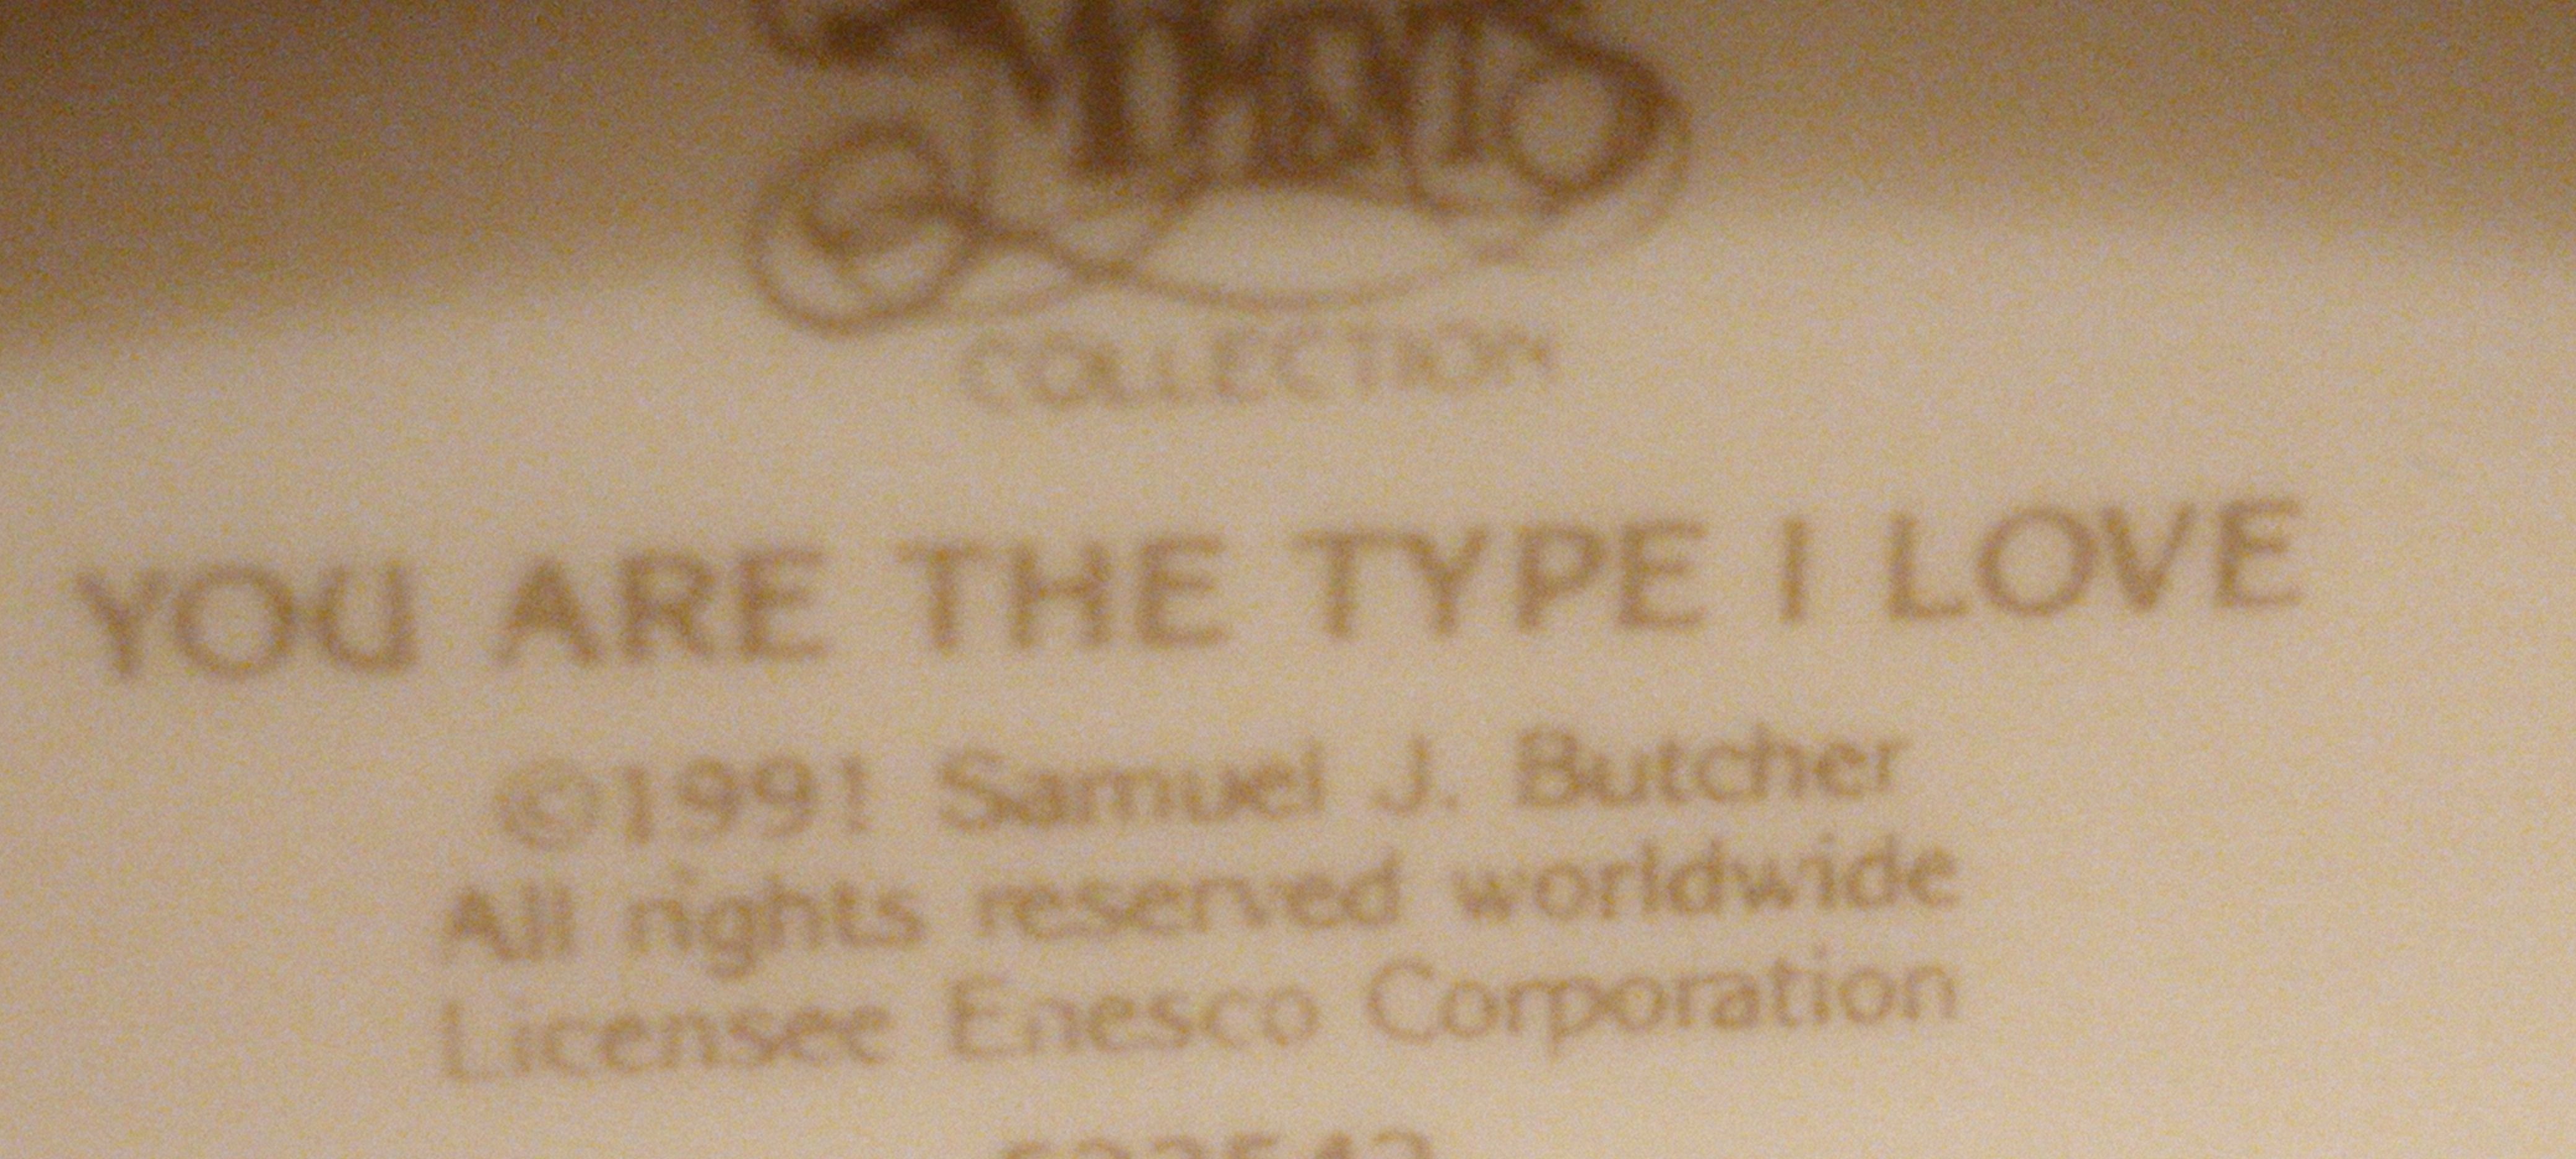 COLLECTION
YOU ARE THE TYPE I LOVE
©1991 Samuel J. Butcher
All rights reserved worldwide
Licensee Enesco Corporation